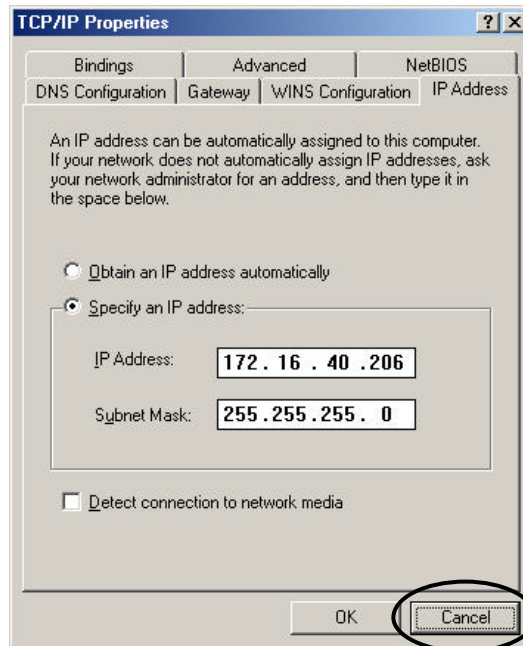 TCP/IP Properties
Bindings Advanced NetBIOS
DNS Configuration Gateway WINS Configuration IP Address
An IP address can be automatically assigned to this computer.
If your network does not automatically assign IP addresses, ask
your network administrator for an address, and then type it in
the space below.
Obtain an IP address automatically
Specify an IP address:
IP Address: 172 . 16 . 40 . 206
Subnet Mask: 255 . 255 . 255 . 0
Detect connection to network media
OK Cancel